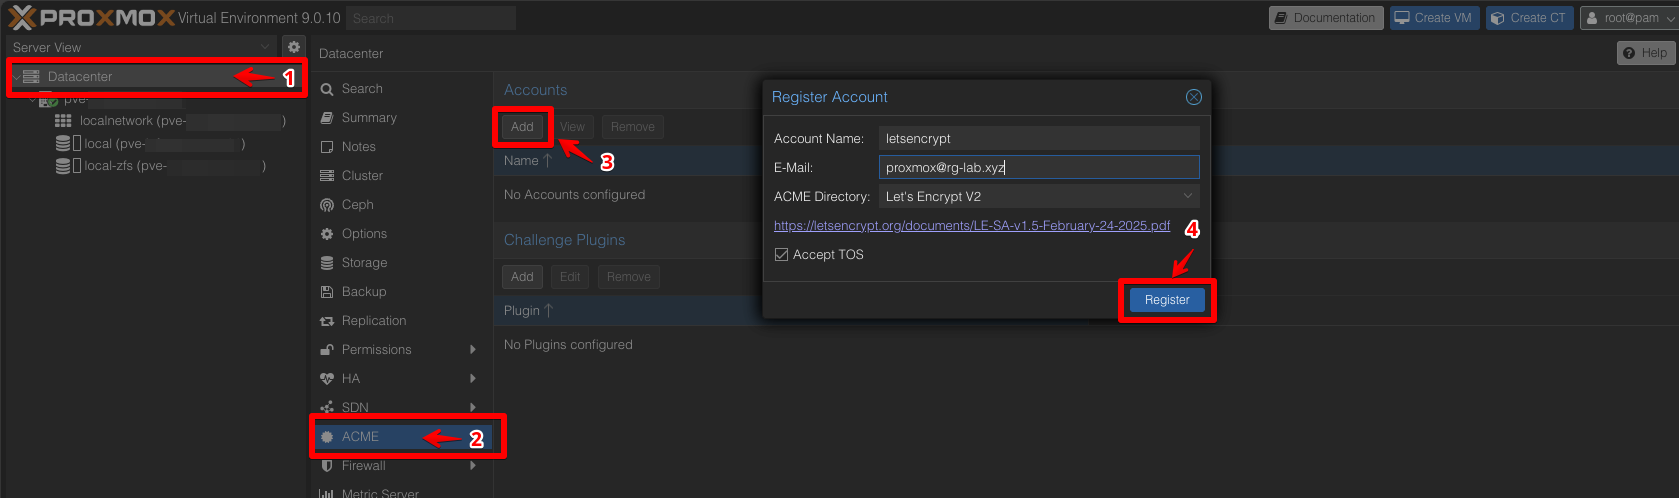 PROXMOX Virtual Environment 9.0.10 Search Documentation Create VM Create CT root@pam
Server View
Datacenter
Help
Datacenter 1
pve-
localnetwork (pve- )
local (pve- )
local-zfs (pve- )
Search
Summary
Notes
Cluster
Ceph
Options
Storage
Backup
Replication
Permissions
HA
SDN
ACME 2
Firewall
Metric Server
Accounts
Add View Remove
3
Name
No Accounts configured
Challenge Plugins
Add Edit Remove
Plugin
No Plugins configured
Register Account
Account Name: letsencrypt
E-Mail: proxmox@rg-lab.xyz
ACME Directory: Let's Encrypt V2
https://letsencrypt.org/documents/LE-SA-v1.5-February-24-2025.pdf
4
Accept TOS
Register